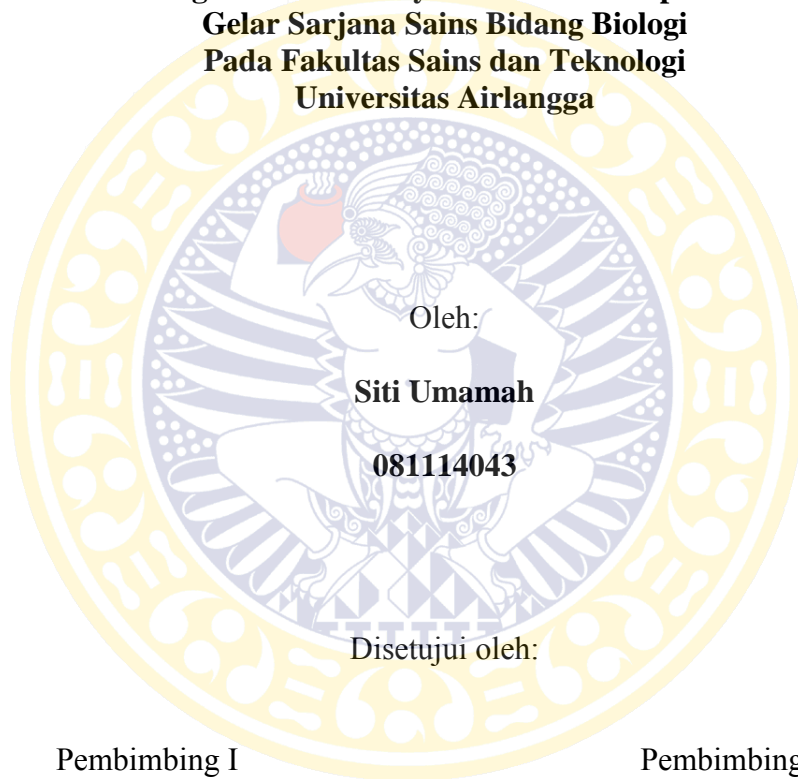 Gelar Sarjana Sains Bidang Biologi
Pada Fakultas Sains dan Teknologi
Universitas Airlangga
Oleh:
Siti Umamah
081114043
Disetujui oleh:
Pembimbing I Pembimbing